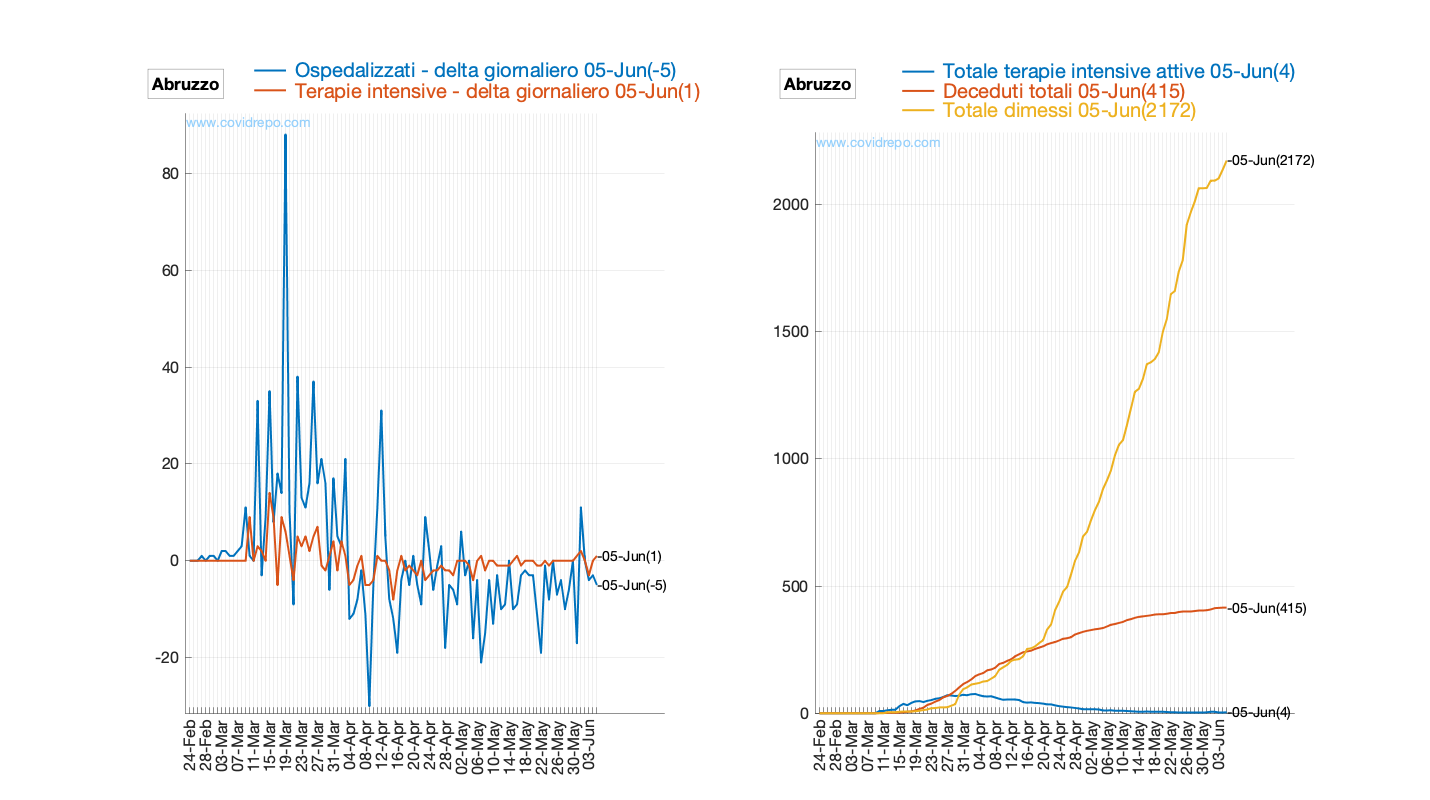 Abruzzo
Ospedalizzati - delta giornaliero 05-Jun(-5)
Terapie intensive - delta giornaliero 05-Jun(1)
www.covidrepo.com
80
60
40
20
0
-20
-05-Jun(1)
-05-Jun(-5)
24-Feb
28-Feb
03-Mar
07-Mar
11-Mar
15-Mar
19-Mar
23-Mar
27-Mar
31-Mar
04-Apr
08-Apr
12-Apr
16-Apr
20-Apr
24-Apr
28-Apr
02-May
06-May
10-May
14-May
18-May
22-May
26-May
30-May
03-Jun
Abruzzo
Totale terapie intensive attive 05-Jun(4)
Deceduti totali 05-Jun(415)
Totale dimessi 05-Jun(2172)
www.covidrepo.com
2000
1500
1000
500
0
-05-Jun(2172)
-05-Jun(415)
-05-Jun(4)
24-Feb
28-Feb
03-Mar
07-Mar
11-Mar
15-Mar
19-Mar
23-Mar
27-Mar
31-Mar
04-Apr
08-Apr
12-Apr
16-Apr
20-Apr
24-Apr
28-Apr
02-May
06-May
10-May
14-May
18-May
22-May
26-May
30-May
03-Jun